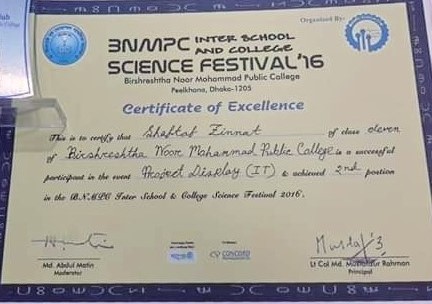 Organized By-
BNMPC INTER SCHOOL
AND COLLEGE
SCIENCE FESTIVAL'16
Birshreshtha Noor Mohammad Public College
Peelkhana, Dhaka-1205
Certificate of Excellence
This is to certify that Shaftaf Zinnat of class eleven
of Birshreshtha Noor Mohammad Public College is a successful
participant in the event Project Display (IT) & achieved 2nd postion
in the BNMPC Inter School & College Science Festival 2016.
CONCORD
Md. Abdul Matin
Moderator
Lt Col Md. Mustafizur Rahman
Principal